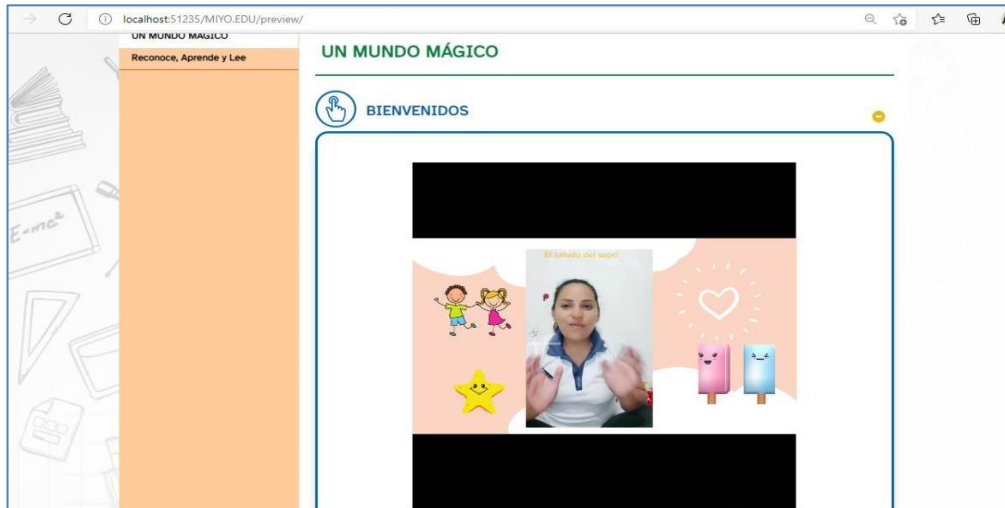 localhost:51235/MIYO.EDU/preview/
UN MUNDO MÁGICO
Reconoce, Aprende y Lee
UN MUNDO MÁGICO
BIENVENIDOS
El saludo del sapo
E=mc²